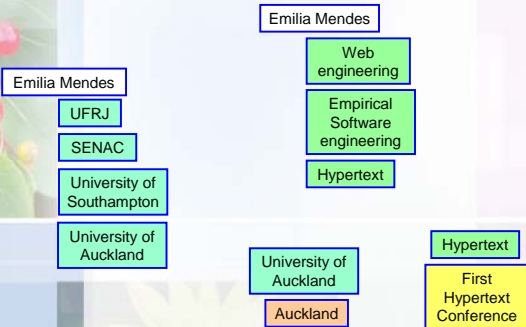 Emilia Mendes
UFRJ
SENAC
University of
Southampton
University of
Auckland
Emilia Mendes
Web
engineering
Empirical
Software
engineering
Hypertext
University of
Auckland
Auckland
Hypertext
First
Hypertext
Conference